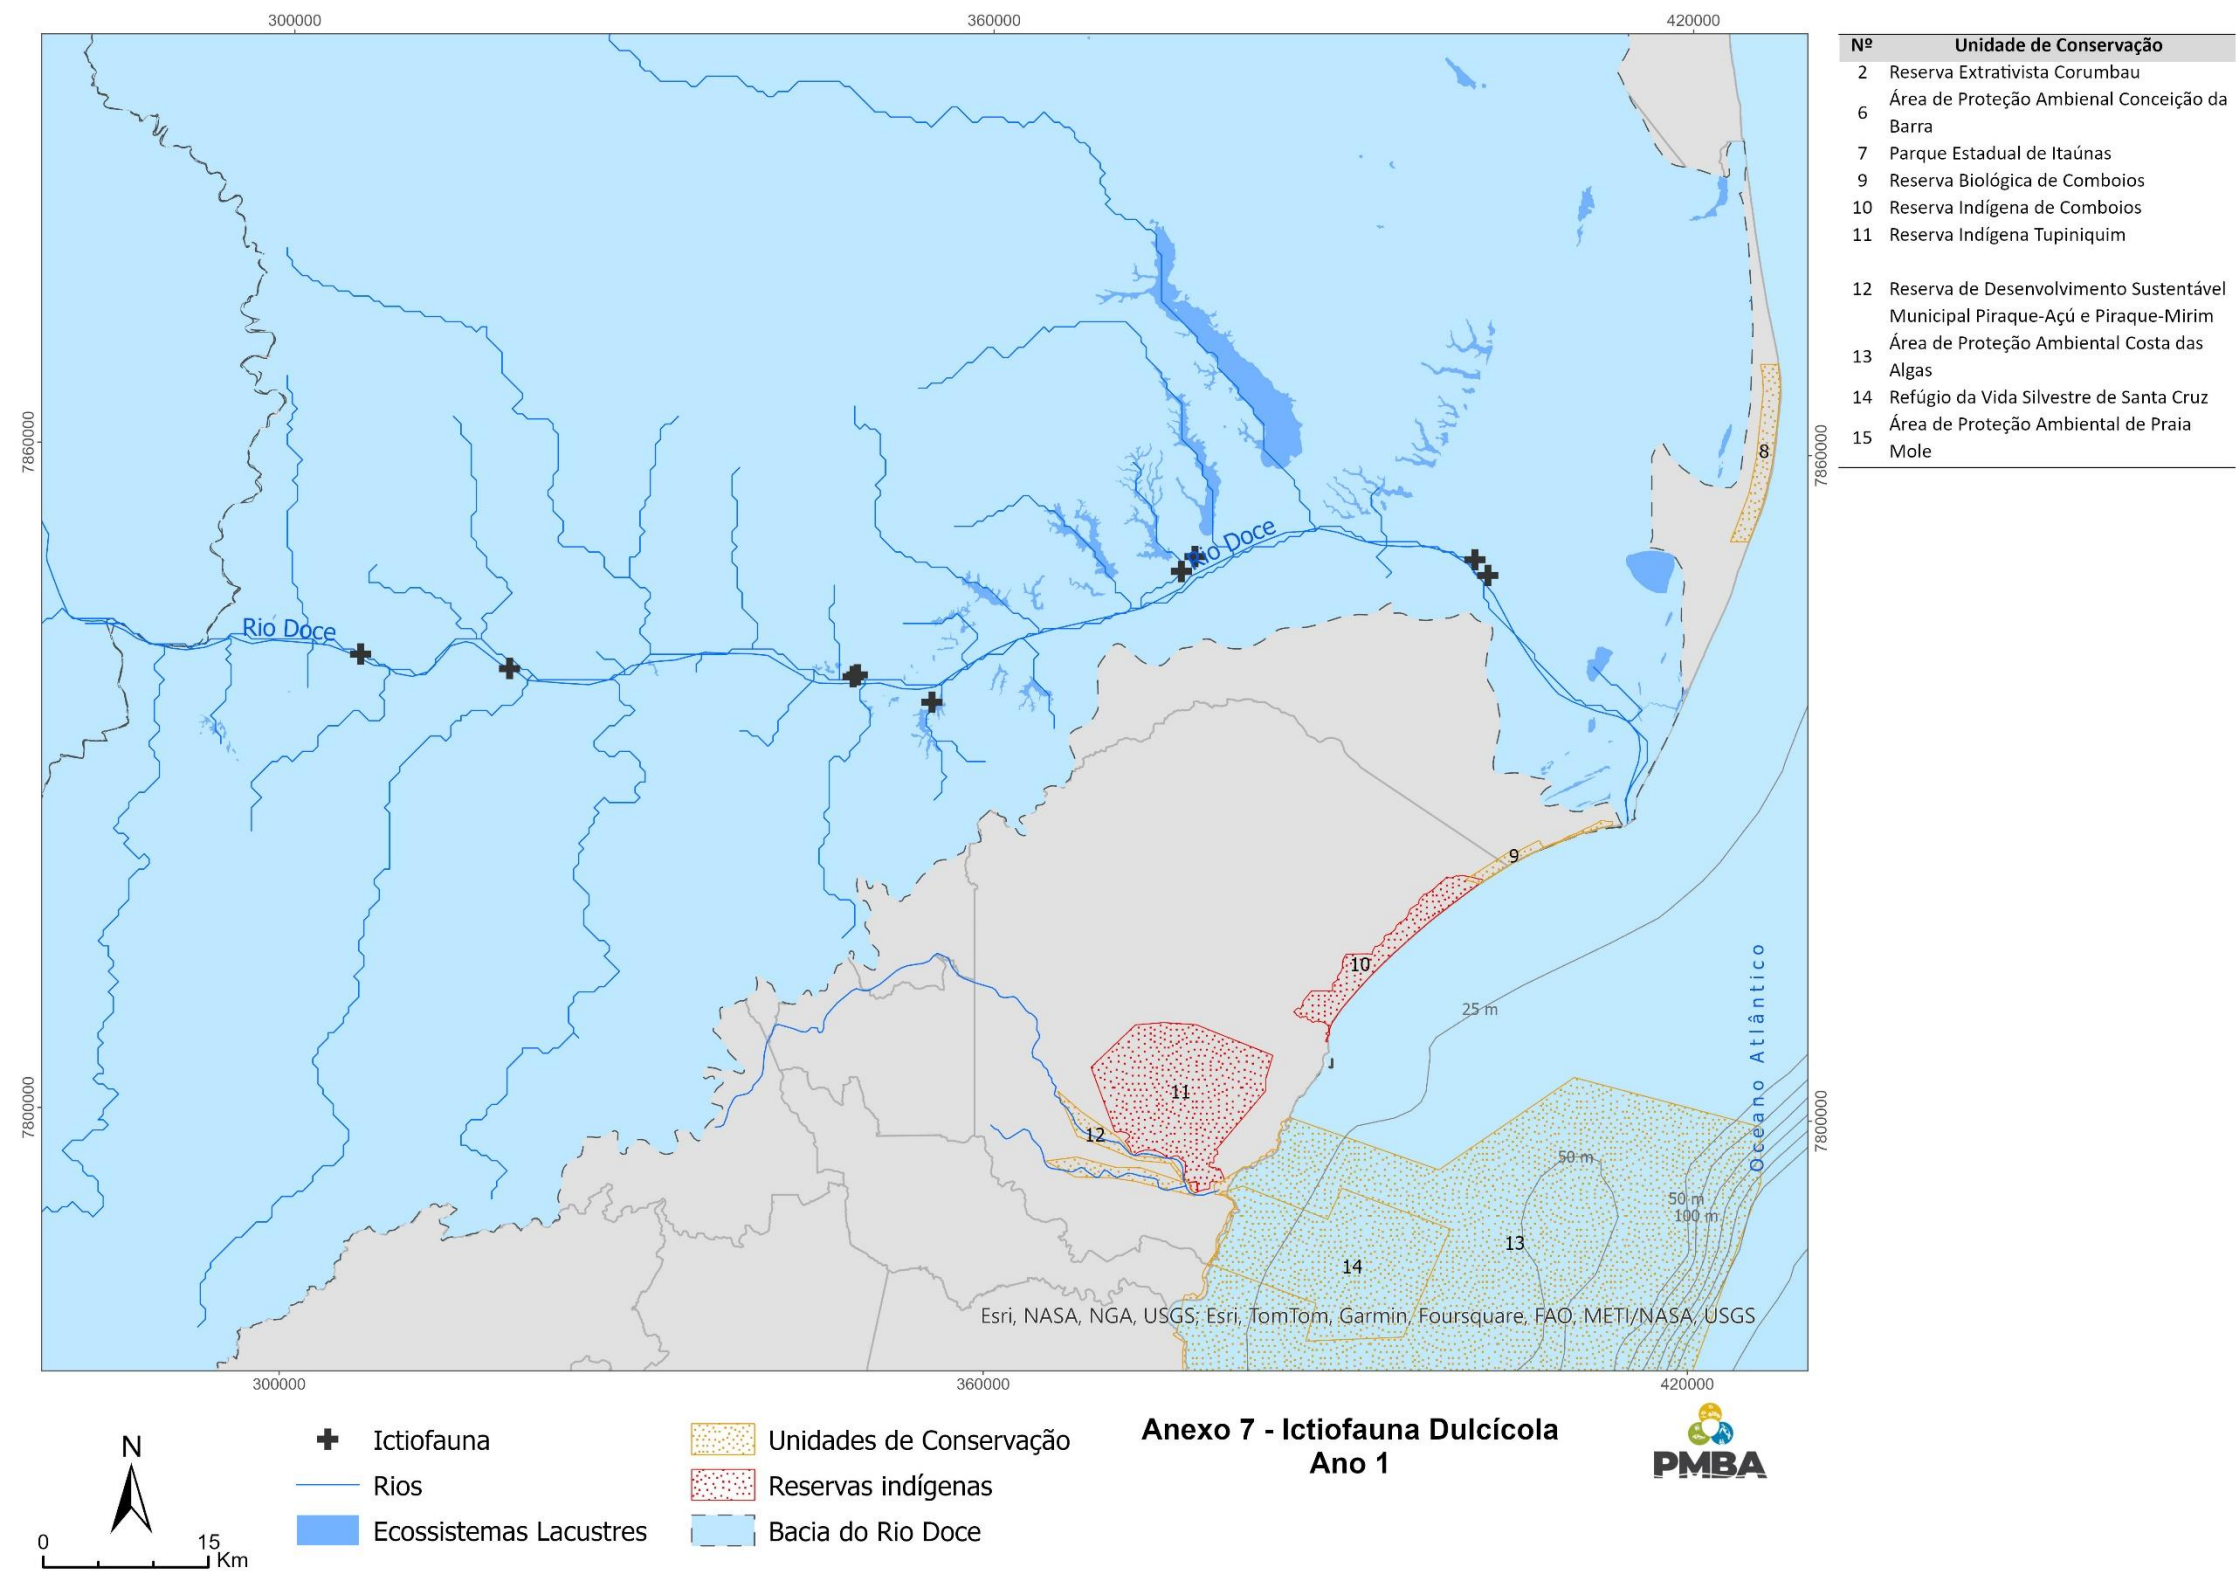 300000
360000
420000
Nº Unidade de Conservação
2 Reserva Extrativista Corumbau
6 Área de Proteção Ambienal Conceição da
Barra
7 Parque Estadual de Itaúnas
9 Reserva Biológica de Comboios
10 Reserva Indígena de Comboios
11 Reserva Indígena Tupiniquim
12 Reserva de Desenvolvimento Sustentável
Municipal Piraque-Açú e Piraque-Mirim
13 Área de Proteção Ambiental Costa das
Algas
14 Refúgio da Vida Silvestre de Santa Cruz
15 Área de Proteção Ambiental de Praia
Mole
7860000
7860000
8
Rio Doce
Rio Doce
9
10
25 m
Oceano Atlântico
11
12
7800000
7800000
50 m
50 m
100 m
13
14
Esri, NASA, NGA, USGS; Esri, TomTom, Garmin, Foursquare, FAO, METI/NASA, USGS
300000
360000
420000
N
0 15
Km
Ictiofauna
Rios
Ecossistemas Lacustres
Unidades de Conservação
Reservas indígenas
Bacia do Rio Doce
Anexo 7 - Ictiofauna Dulcícola
Ano 1
PMBA